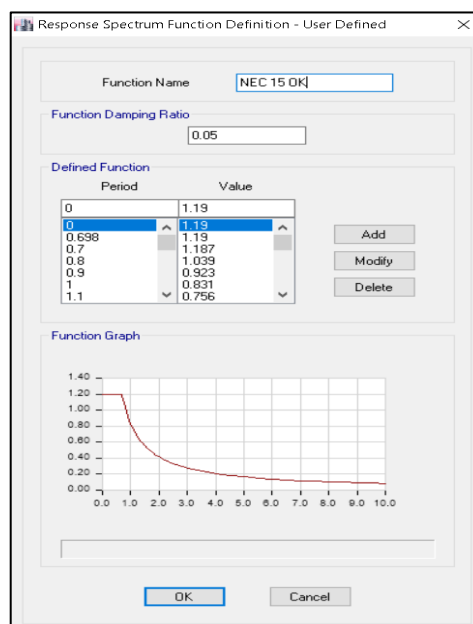 Response Spectrum Function Definition - User Defined
Function Name NEC 15 OK
Function Damping Ratio
0.05
Defined Function
Period Value
0 1.19
0 1.19
0.698 1.19
0.7 1.187
0.8 1.039
0.9 0.923
1 0.831
1.1 0.756
Add
Modify
Delete
Function Graph
1.40
1.20
1.00
0.80
0.60
0.40
0.20
0.00
0.0 1.0 2.0 3.0 4.0 5.0 6.0 7.0 8.0 9.0 10.0
OK Cancel